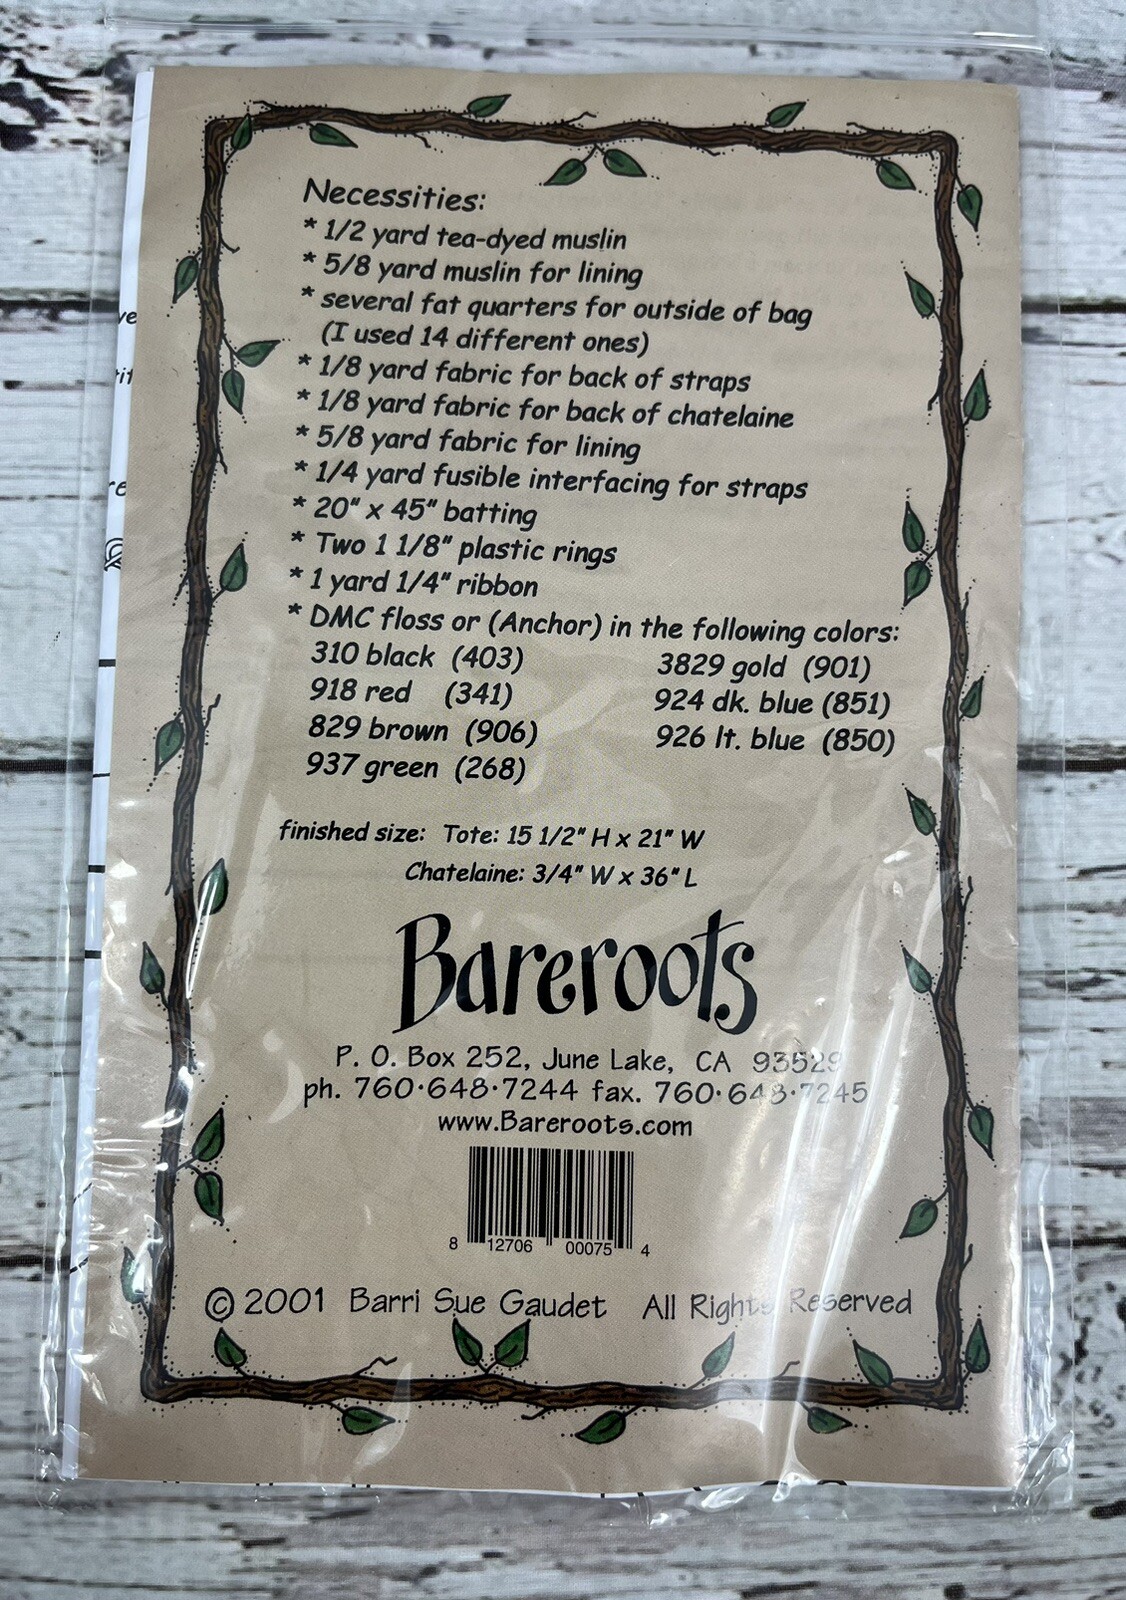 Necessities:
* 1/2 yard tea-dyed muslin
* 5/8 yard muslin for lining
* several fat quarters for outside of bag
(I used 14 different ones)
* 1/8 yard fabric for back of straps
* 1/8 yard fabric for back of chatelaine
* 5/8 yard fabric for lining
* 1/4 yard fusible interfacing for straps
* 20" x 45" batting
* Two 1 1/8" plastic rings
* 1 yard 1/4" ribbon
* DMC floss or (Anchor) in the following colors:
310 black (403) 3829 gold (901)
918 red (341) 924 dk. blue (851)
829 brown (906) 926 lt. blue (850)
937 green (268)
finished size: Tote: 15 1/2" H x 21" W
Chatelaine: 3/4" W x 36" L
Bareroots
P. O. Box 252, June Lake, CA 93529
ph. 760·648·7244 fax. 760·648·7245
www.Bareroots.com
8 12706 00075 4
© 2001 Barri Sue Gaudet All Rights Reserved